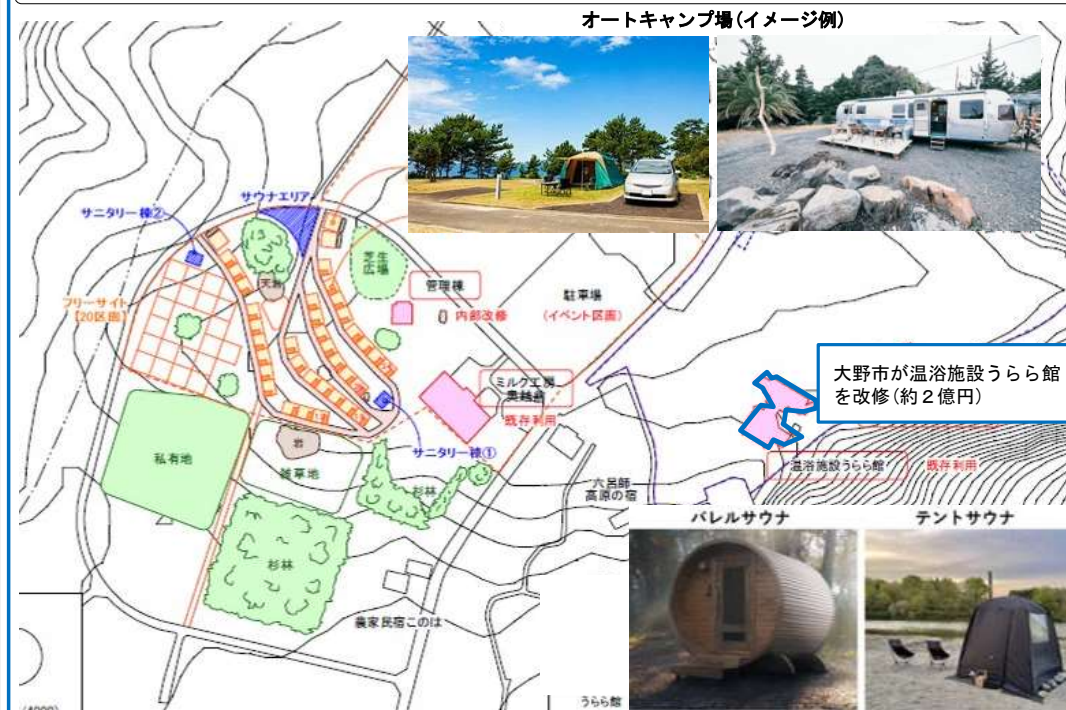 オートキャンプ場(イメージ例)
サウナエリア
サニタリー棟②
芝生
広場
天岩
管理棟
駐車場
(イベント区画)
内部改修
フリーサイト
【20区画】
ミルク工房
奥越前
既存利用
大野市が温浴施設うらら館
を改修(約2億円)
岩
サニタリー棟①
私有地
雑草地
杉林
温浴施設うらら館
既存利用
六呂師
高原の宿
バレルサウナ
テントサウナ
杉林
農家民宿このは
うらら館